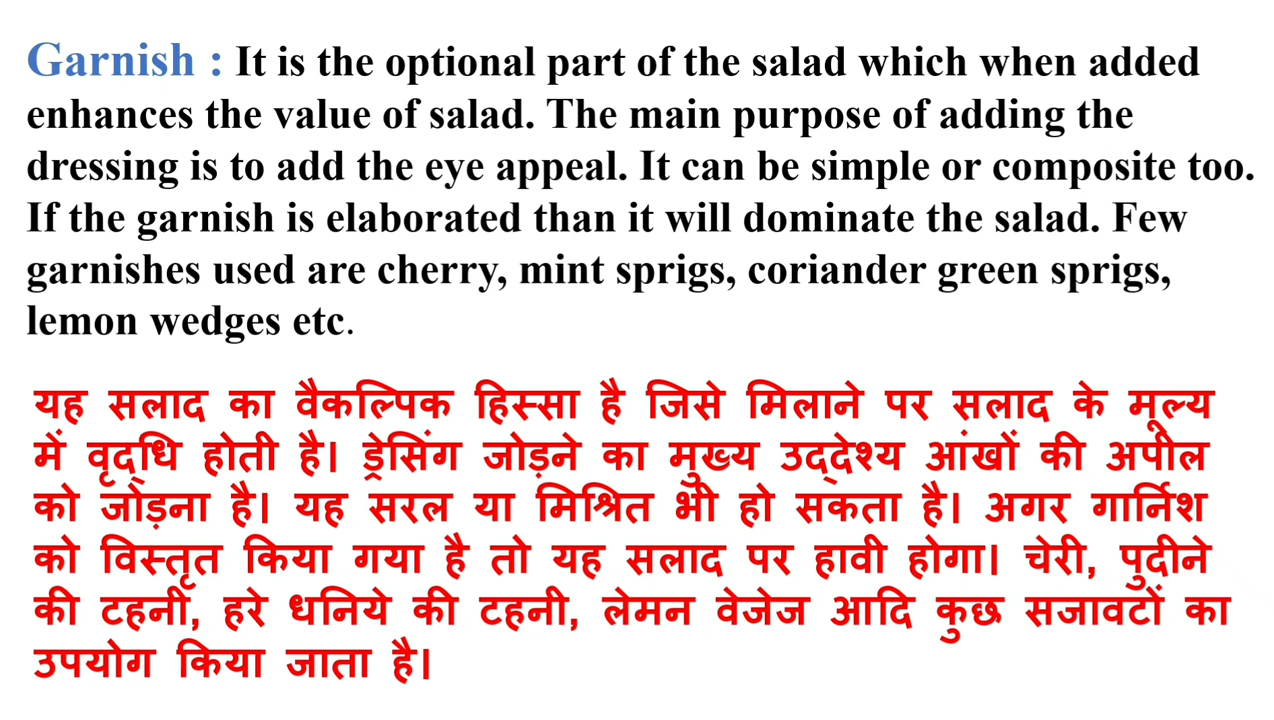 Garnish : It is the optional part of the salad which when added
enhances the value of salad. The main purpose of adding the
dressing is to add the eye appeal. It can be simple or composite too.
If the garnish is elaborated than it will dominate the salad. Few
garnishes used are cherry, mint sprigs, coriander green sprigs,
lemon wedges etc.
यह सलाद का वैकल्पिक हिस्सा है जिसे मिलाने पर सलाद के मूल्य
में वृद्धि होती है। ड्रेसिंग जोड़ने का मुख्य उद्देश्य आंखों की अपील
को जोड़ना है। यह सरल या मिश्रित भी हो सकता है। अगर गार्निश
को विस्तृत किया गया है तो यह सलाद पर हावी होगा। चेरी, पुदीने
की टहनी, हरे धनिये की टहनी, लेमन वेजेज आदि कुछ सजावटों का
उपयोग किया जाता है।